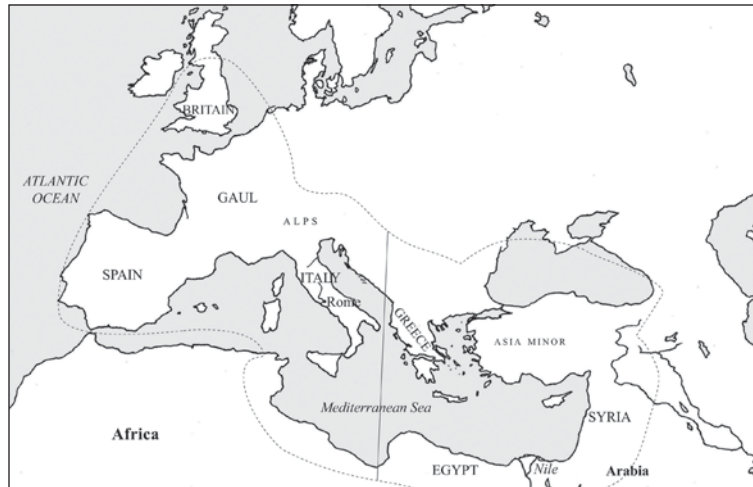 BRITAIN
ATLANTIC
OCEAN
GAUL
ALPS
SPAIN
ITALY
Rome
GREECE
ASIA MINOR
Mediterranean Sea
SYRIA
Africa
EGYPT
Nile
Arabia